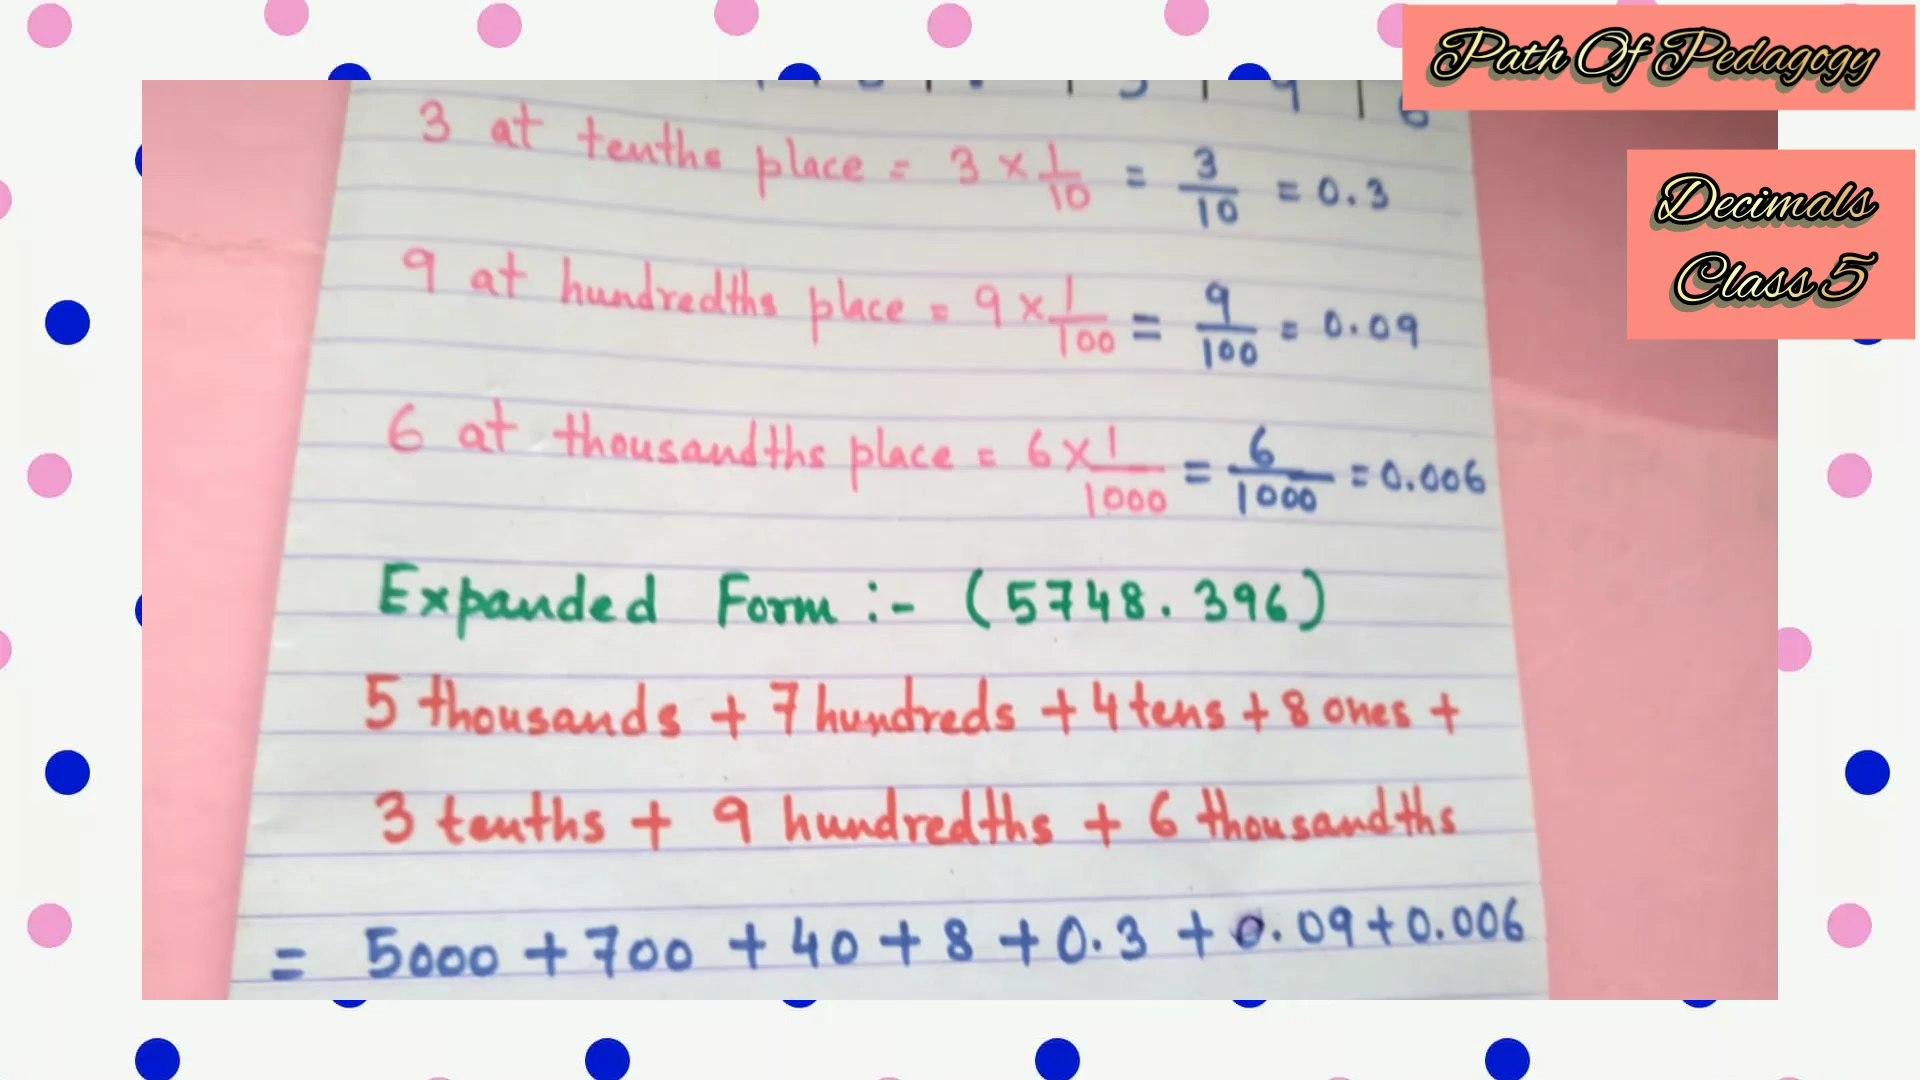 Path Of Pedagogy
Decimals
Class 5
3 at tenths place = 3 × 1/10 = 3/10 = 0.3
9 at hundredths place = 9 × 1/100 = 9/100 = 0.09
6 at thousandths place = 6 × 1/1000 = 6/1000 = 0.006
Expanded Form :- (5748.396)
5 thousands + 7 hundreds + 4 tens + 8 ones +
3 tenths + 9 hundredths + 6 thousandths
= 5000 + 700 + 40 + 8 + 0.3 + 0.09 + 0.006